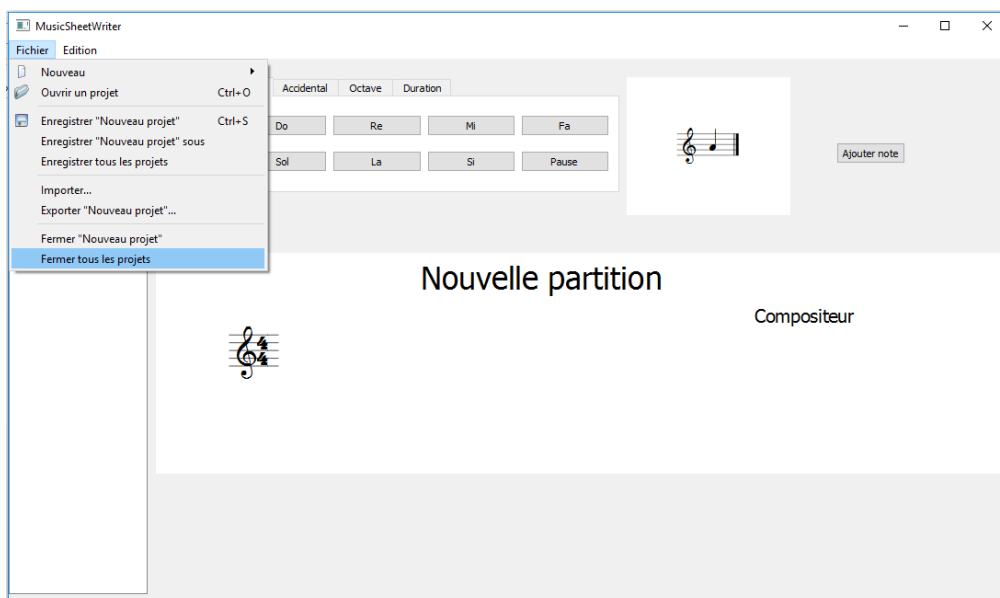 MusicSheetWriter
Fichier Edition
Nouveau
Ouvrir un projet Ctrl+O
Enregistrer "Nouveau projet" Ctrl+S
Enregistrer "Nouveau projet" sous
Enregistrer tous les projets
Importer...
Exporter "Nouveau projet"...
Fermer "Nouveau projet"
Fermer tous les projets
Accidental Octave Duration
Do Re Mi Fa
Sol La Si Pause
Ajouter note
Nouvelle partition
Compositeur
4
4